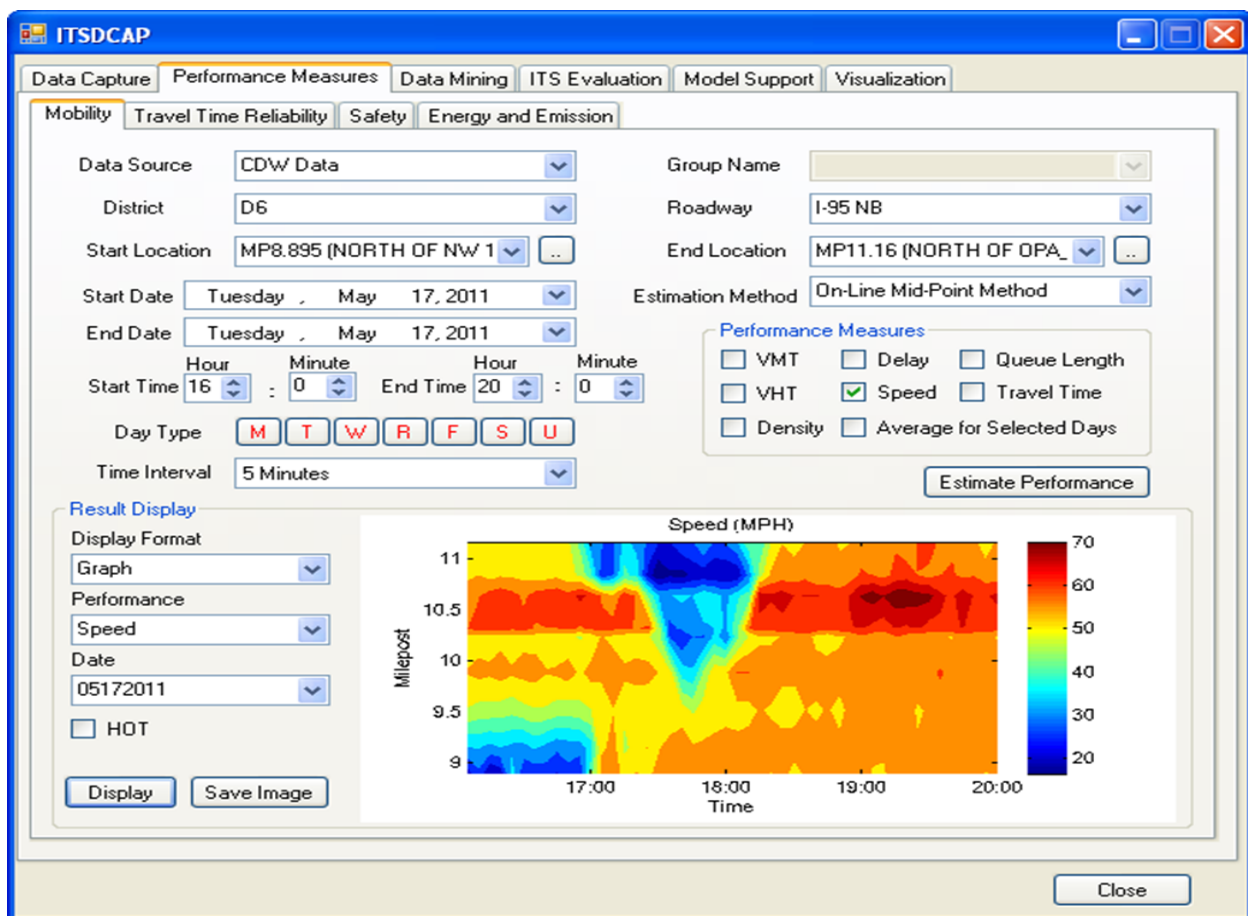 ITSDCAP
Data Capture Performance Measures Data Mining ITS Evaluation Model Support Visualization
Mobility Travel Time Reliability Safety Energy and Emission
Data Source CDW Data Group Name
District D6 Roadway I-95 NB
Start Location MP8.895 (NORTH OF NW 1 .. End Location MP11.16 (NORTH OF OPA_ ..
Start Date Tuesday , May 17, 2011 Estimation Method On-Line Mid-Point Method
End Date Tuesday , May 17, 2011
Hour Minute Hour Minute
Start Time 16 : 0 End Time 20 : 0
Day Type M T W R F S U
Time Interval 5 Minutes
Performance Measures
VMT Delay Queue Length
VHT Speed Travel Time
Density Average for Selected Days
Estimate Performance
Result Display
Display Format
Graph
Performance
Speed
Date
05172011
HOT
Display Save Image
Speed (MPH)
Milepost
11
10.5
10
9.5
9
17:00 18:00 19:00 20:00
Time
70
60
50
40
30
20
Close